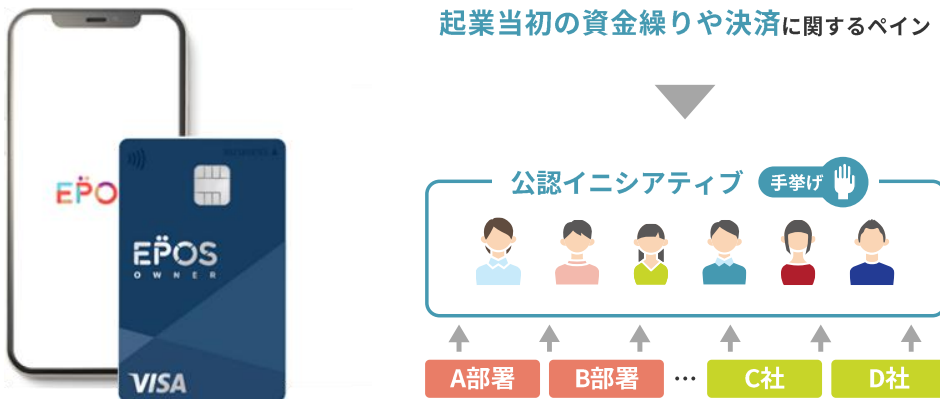 起業当初の資金繰りや決済に関するペイン
公認イニシアティブ
手挙げ
EPO
EPOS
OWNER
VISA
A部署
B部署
…
C社
D社